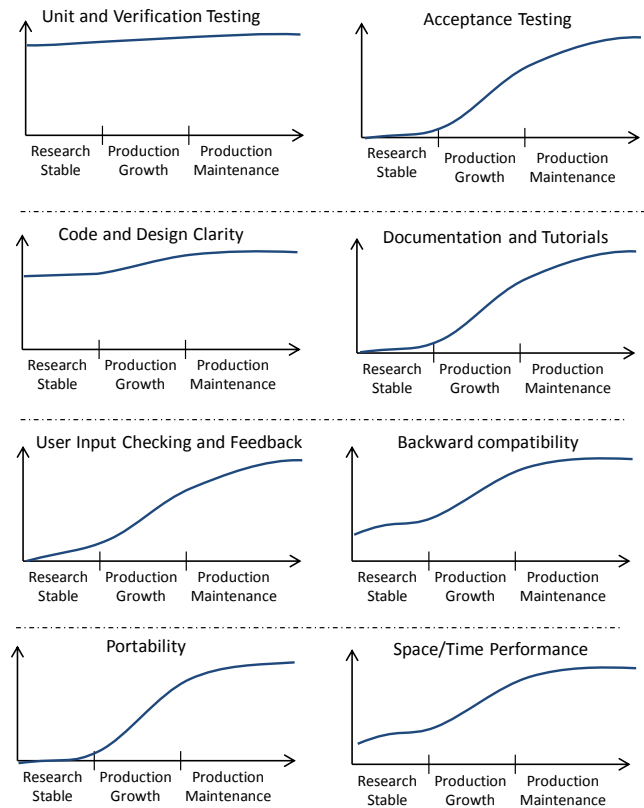 Unit and Verification Testing
Research
Stable
Production
Growth
Production
Maintenance
Acceptance Testing
Research
Stable
Production
Growth
Production
Maintenance
Code and Design Clarity
Research
Stable
Production
Growth
Production
Maintenance
Documentation and Tutorials
Research
Stable
Production
Growth
Production
Maintenance
User Input Checking and Feedback
Research
Stable
Production
Growth
Production
Maintenance
Backward compatibility
Research
Stable
Production
Growth
Production
Maintenance
Portability
Research
Stable
Production
Growth
Production
Maintenance
Space/Time Performance
Research
Stable
Production
Growth
Production
Maintenance